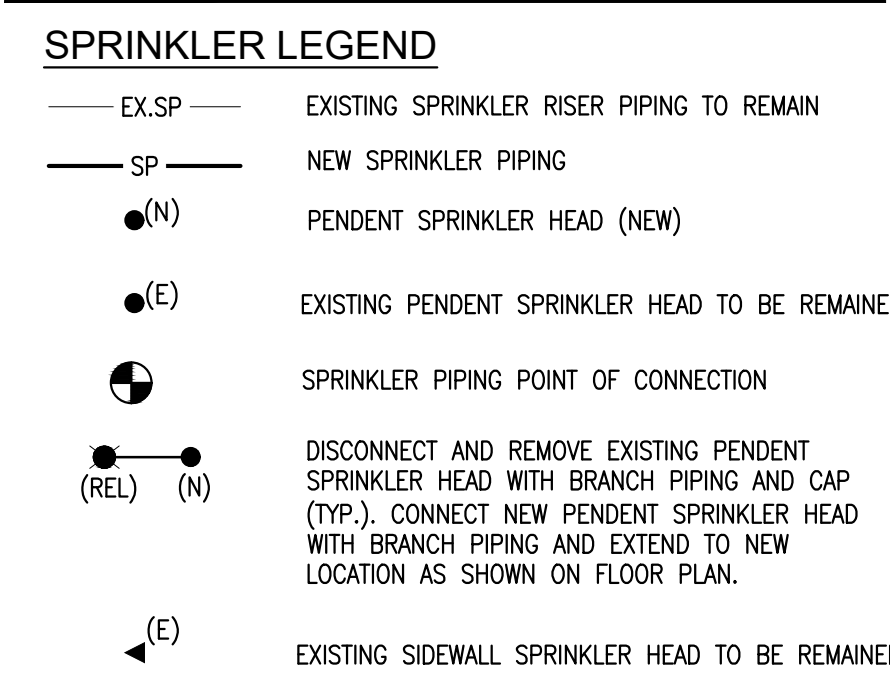 SPRINKLER LEGEND
EX.SP EXISTING SPRINKLER RISER PIPING TO REMAIN
SP NEW SPRINKLER PIPING
(N) PENDENT SPRINKLER HEAD (NEW)
(E) EXISTING PENDENT SPRINKLER HEAD TO BE REMAINE
SPRINKLER PIPING POINT OF CONNECTION
(REL) (N) DISCONNECT AND REMOVE EXISTING PENDENT
SPRINKLER HEAD WITH BRANCH PIPING AND CAP
(TYP.). CONNECT NEW PENDENT SPRINKLER HEAD
WITH BRANCH PIPING AND EXTEND TO NEW
LOCATION AS SHOWN ON FLOOR PLAN.
(E) EXISTING SIDEWALL SPRINKLER HEAD TO BE REMAINE